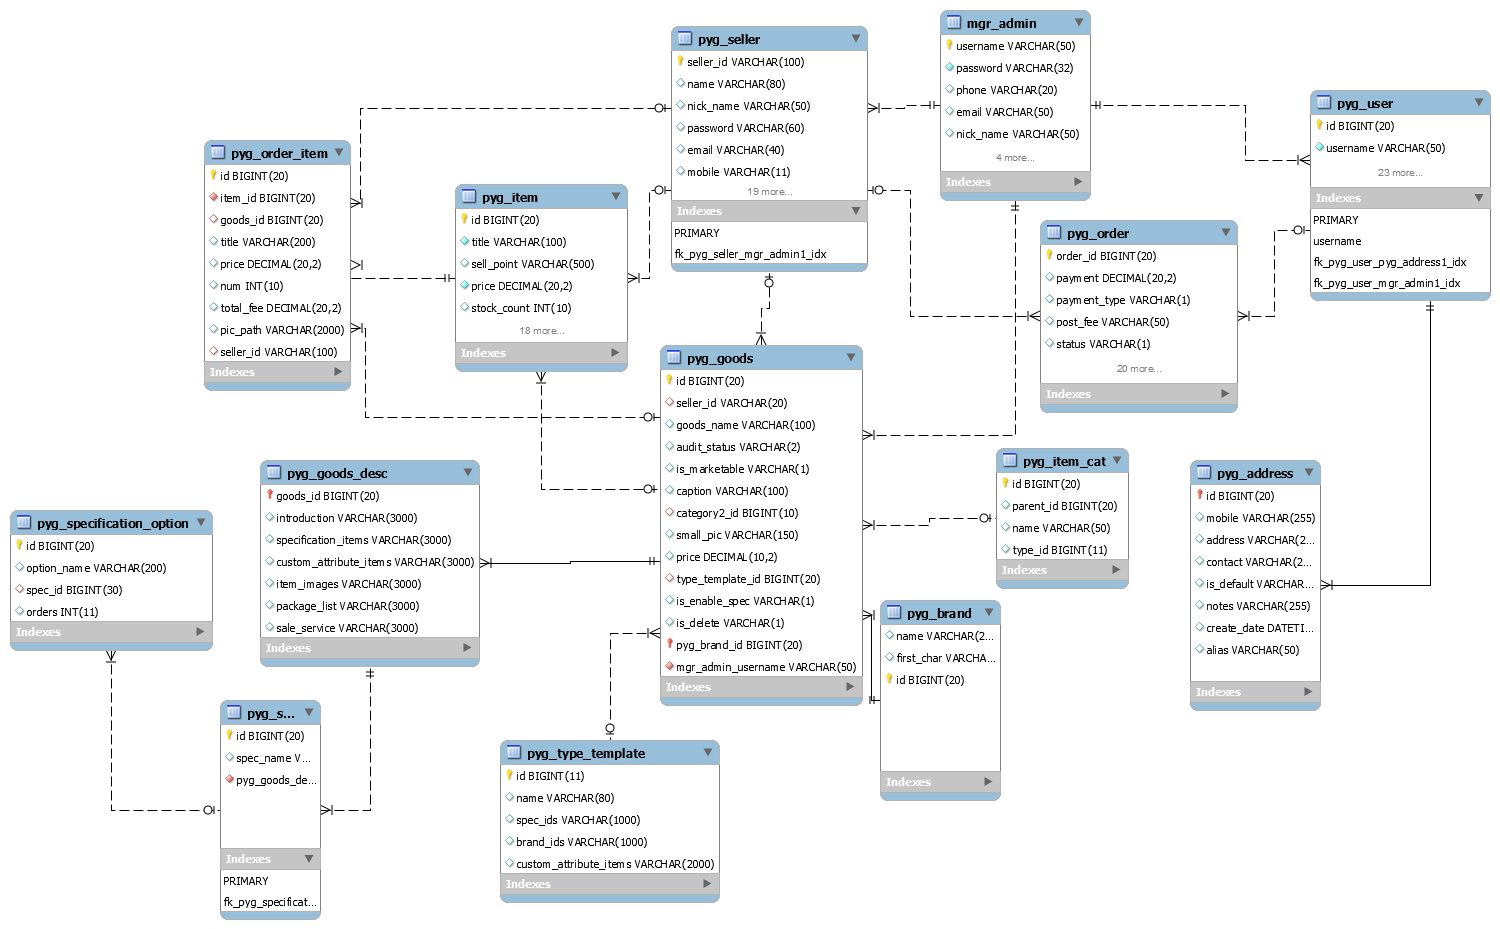 pyg_seller
seller_id VARCHAR(100)
name VARCHAR(80)
nick_name VARCHAR(50)
password VARCHAR(60)
email VARCHAR(40)
mobile VARCHAR(11)
19 more...
Indexes
PRIMARY
fk_pyg_seller_mgr_admin1_idx
mgr_admin
username VARCHAR(50)
password VARCHAR(32)
phone VARCHAR(20)
email VARCHAR(50)
nick_name VARCHAR(50)
4 more...
Indexes
pyg_user
id BIGINT(20)
username VARCHAR(50)
23 more...
Indexes
PRIMARY
username
fk_pyg_user_pyg_address1_idx
fk_pyg_user_mgr_admin1_idx
pyg_order_item
id BIGINT(20)
item_id BIGINT(20)
goods_id BIGINT(20)
title VARCHAR(200)
price DECIMAL(20,2)
num INT(10)
total_fee DECIMAL(20,2)
pic_path VARCHAR(2000)
seller_id VARCHAR(100)
Indexes
pyg_item
id BIGINT(20)
title VARCHAR(100)
sell_point VARCHAR(500)
price DECIMAL(20,2)
stock_count INT(10)
18 more...
Indexes
pyg_order
order_id BIGINT(20)
payment DECIMAL(20,2)
payment_type VARCHAR(1)
post_fee VARCHAR(50)
status VARCHAR(1)
20 more...
Indexes
pyg_goods
id BIGINT(20)
seller_id VARCHAR(20)
goods_name VARCHAR(100)
audit_status VARCHAR(2)
is_marketable VARCHAR(1)
caption VARCHAR(100)
category2_id BIGINT(10)
small_pic VARCHAR(150)
price DECIMAL(10,2)
type_template_id BIGINT(20)
is_enable_spec VARCHAR(1)
is_delete VARCHAR(1)
pyg_brand_id BIGINT(20)
mgr_admin_username VARCHAR(50)
Indexes
pyg_item_cat
id BIGINT(20)
parent_id BIGINT(20)
name VARCHAR(50)
type_id BIGINT(11)
Indexes
pyg_address
id BIGINT(20)
mobile VARCHAR(255)
address VARCHAR(2...
contact VARCHAR(2...
is_default VARCHAR...
notes VARCHAR(255)
create_date DATETI...
alias VARCHAR(50)
Indexes
pyg_goods_desc
goods_id BIGINT(20)
introduction VARCHAR(3000)
specification_items VARCHAR(3000)
custom_attribute_items VARCHAR(3000)
item_images VARCHAR(3000)
package_list VARCHAR(3000)
sale_service VARCHAR(3000)
Indexes
pyg_specification_option
id BIGINT(20)
option_name VARCHAR(200)
spec_id BIGINT(30)
orders INT(11)
Indexes
pyg_brand
name VARCHAR(2...
first_char VARCHA...
id BIGINT(20)
Indexes
pyg_s...
id BIGINT(20)
spec_name V...
pyg_goods_de...
Indexes
PRIMARY
fk_pyg_specificat...
pyg_type_template
id BIGINT(11)
name VARCHAR(80)
spec_ids VARCHAR(1000)
brand_ids VARCHAR(1000)
custom_attribute_items VARCHAR(2000)
Indexes